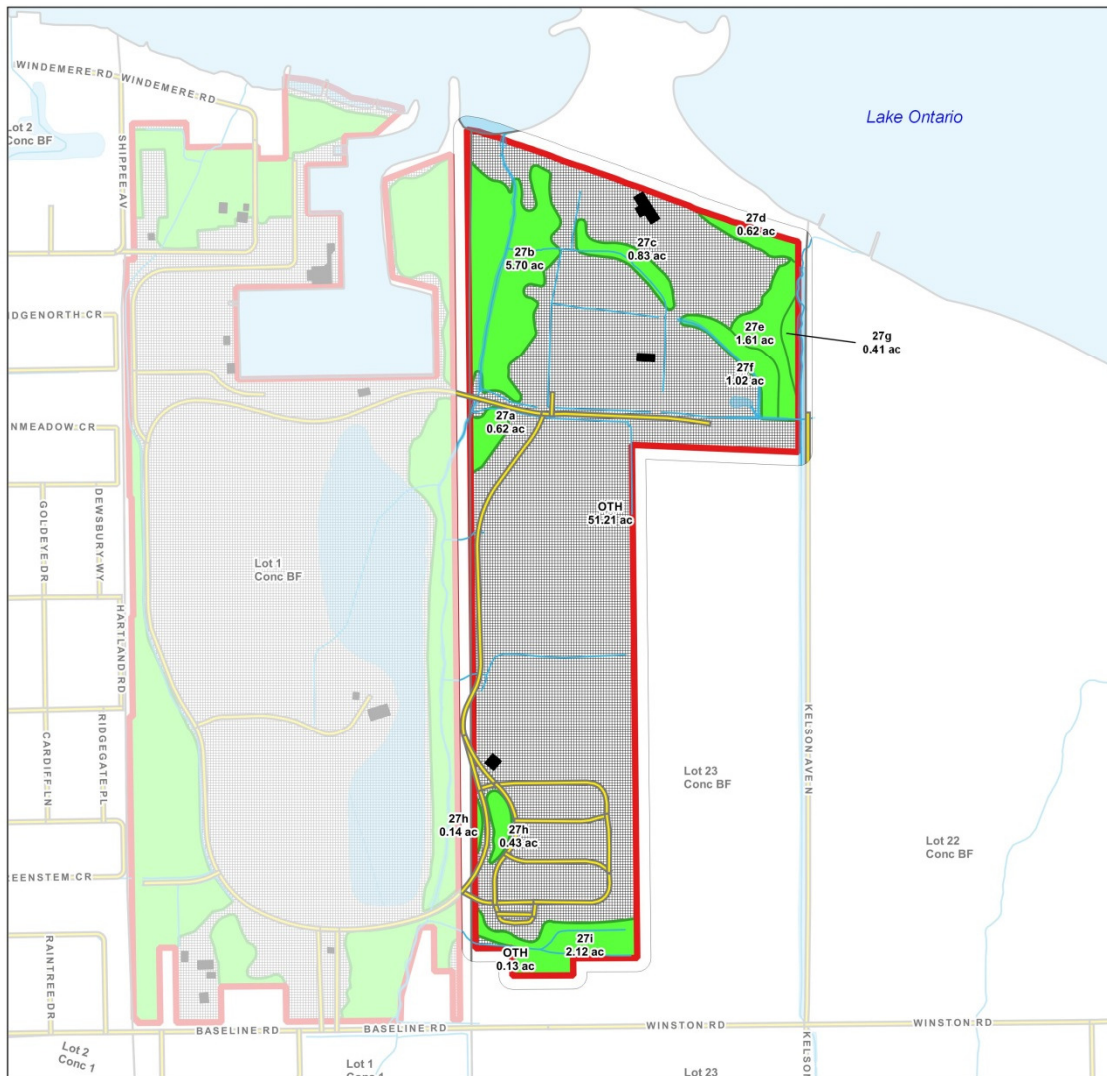 WINDEMERE RD
WINDEMERE RD
Lake Ontario
Lot 2
Conc BF
SHIPPEE AV
27d
0.62 ac
27c
0.83 ac
27b
5.70 ac
IDGENORTH CR
27e
1.61 ac
27g
0.41 ac
27f
1.02 ac
27a
0.62 ac
NMEADOW CR
GOLDEYE DR
DEWSBURY WY
OTH
51.21 ac
Lot 1
Conc BF
HARTLAND RD
CARDIFF LN
RIDGEGATE PL
KELSON AVE N
Lot 23
Conc BF
27h
0.14 ac
27h
0.43 ac
Lot 22
Conc BF
REENSTEM CR
RAINTREE DR
27i
2.12 ac
OTH
0.13 ac
BASELINE RD
BASELINE RD
WINSTON RD
WINSTON RD
Lot 2
Conc 1
Lot 1
Conc 1
Lot 23
KELSON